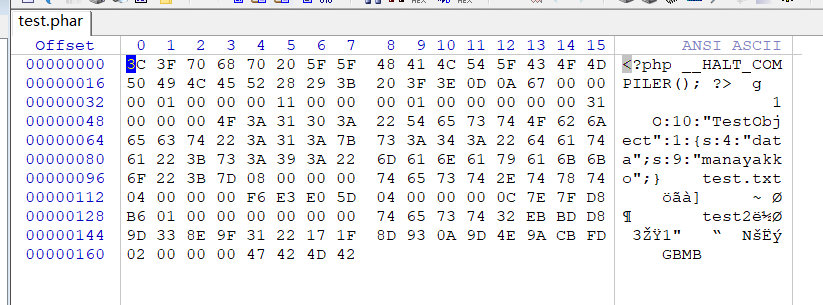 test.phar
Offset 0 1 2 3 4 5 6 7 8 9 10 11 12 13 14 15 ANSI ASCII
00000000 3C 3F 70 68 70 20 5F 5F 48 41 4C 54 5F 43 4F 4D <?php __HALT_COM
00000016 50 49 4C 45 52 28 29 3B 20 3F 3E 0D 0A 67 00 00 PILER(); ?> g
00000032 00 01 00 00 00 11 00 00 00 01 00 00 00 00 00 31 1
00000048 00 00 00 4F 3A 31 30 3A 22 54 65 73 74 4F 62 6A O:10:"TestObj
00000064 65 63 74 22 3A 31 3A 7B 73 3A 34 3A 22 64 61 74 ect":1:{s:4:"dat
00000080 61 22 3B 73 3A 39 3A 22 6D 61 6E 61 79 61 6B 6B a";s:9:"manayakk
00000096 6F 22 3B 7D 08 00 00 00 74 65 73 74 2E 74 78 74 o";} test.txt
00000112 04 00 00 00 F6 E3 E0 5D 04 00 00 00 0C 7E 7F D8 öãà] ~ Ø
00000128 B6 01 00 00 00 00 00 00 74 65 73 74 32 EB BD D8 ¶ test2ë½Ø
00000144 9D 33 8E 9F 31 22 17 1F 8D 93 0A 9D 4E 9A CB FD 3ŽŸ1" “ NšËý
00000160 02 00 00 00 47 42 4D 42 GBMB